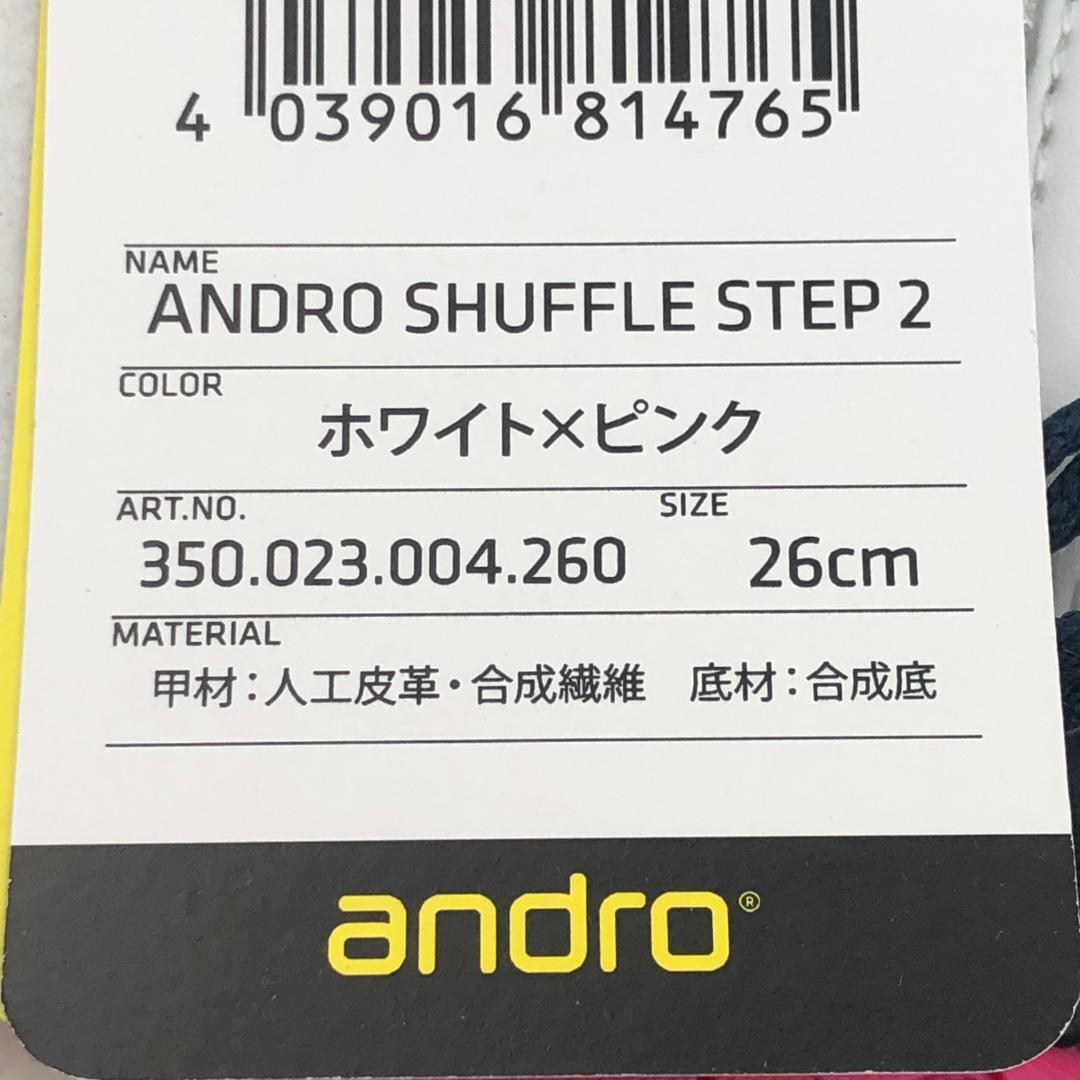 4 039016 814765
NAME
ANDRO SHUFFLE STEP 2
COLOR
ホワイト×ピンク
ART.NO. SIZE
350.023.004.260 26cm
MATERIAL
甲材：人工皮革・合成繊維 底材：合成底
andro®